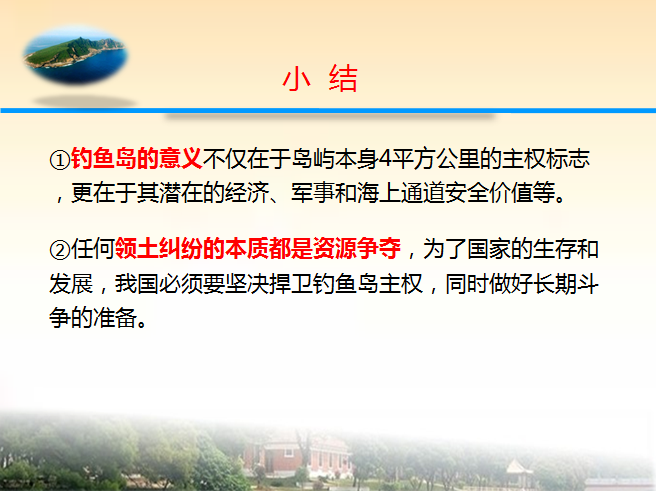 小 结
①钓鱼岛的意义不仅在于岛屿本身4平方公里的主权标志
，更在于其潜在的经济、军事和海上通道安全价值等。
②任何领土纠纷的本质都是资源争夺，为了国家的生存和
发展，我国必须要坚决捍卫钓鱼岛主权，同时做好长期斗
争的准备。